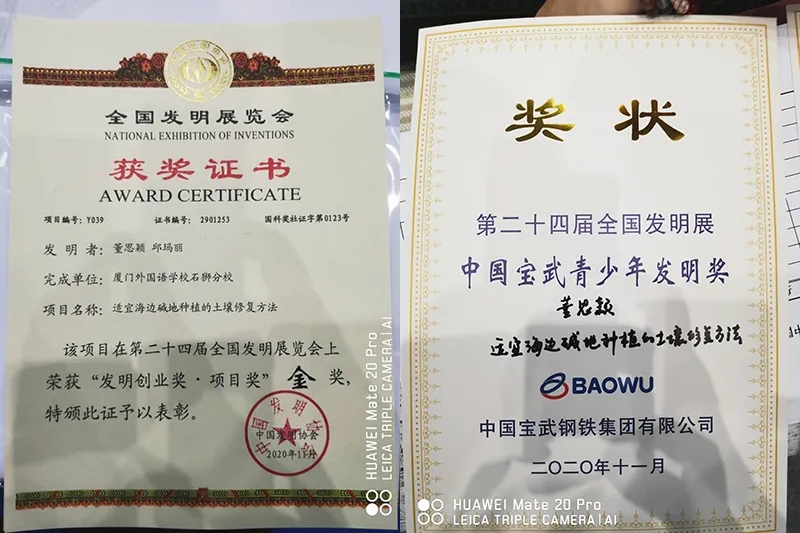 全国发明展览会
NATIONAL EXHIBITION OF INVENTIONS
获奖证书
AWARD CERTIFICATE
项目编号：Y039 证书编号：2901253 国科奖社证字第0123号
发明者：董思颖 邱玛丽
完成单位：厦门外国语学校石狮分校
项目名称：适宜海边碱地种植的土壤修复方法
该项目在第二十四届全国发明展览会上
荣获“发明创业奖·项目奖” 金 奖，
特颁此证予以表彰。
中国发明协会
中国发明协会
2020年11月
HUAWEI Mate 20 Pro
LEICA TRIPLE CAMERA | AI
奖 状
第二十四届全国发明展
中国宝武青少年发明奖
董思颖
适宜海边碱地种植的土壤修复方法
BAOWU
中国宝武钢铁集团有限公司
二〇二〇年十一月
HUAWEI Mate 20 Pro
LEICA TRIPLE CAMERA | AI